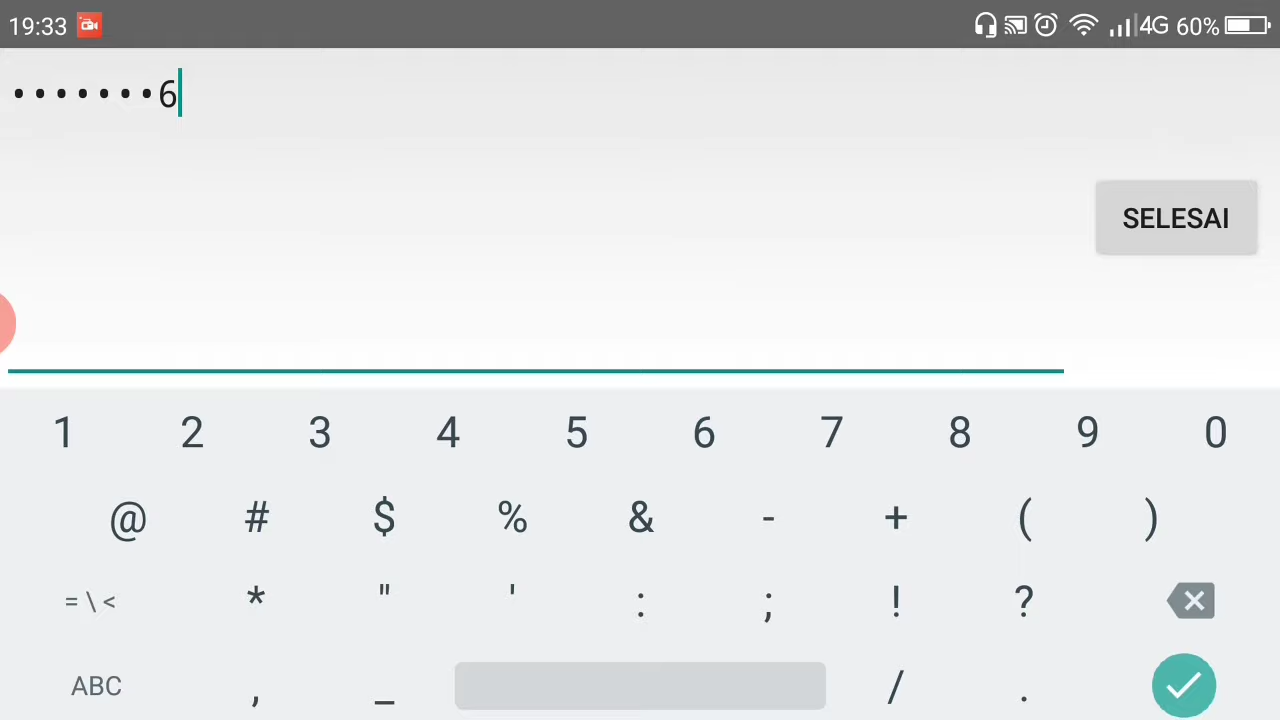 19:33 4G 60%
•••••••6
SELESAI
1 2 3 4 5 6 7 8 9 0
@ # $ % & - + ( )
= \ < * " ' : ; ! ?
ABC , _ / .